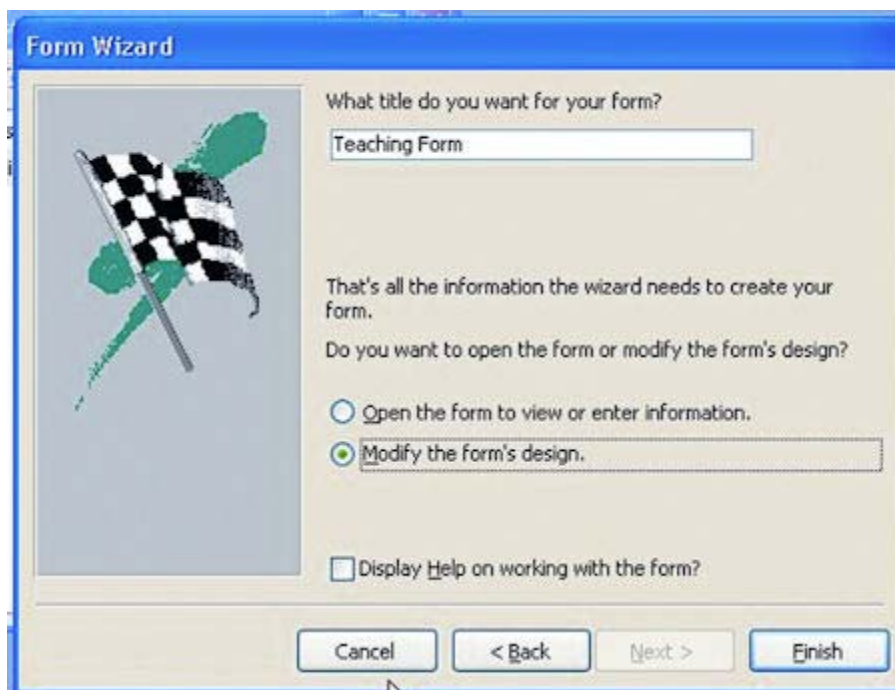 Form Wizard
What title do you want for your form?
Teaching Form
That's all the information the wizard needs to create your
form.
Do you want to open the form or modify the form's design?
Open the form to view or enter information.
Modify the form's design.
Display Help on working with the form?
Cancel
< Back
Next >
Finish